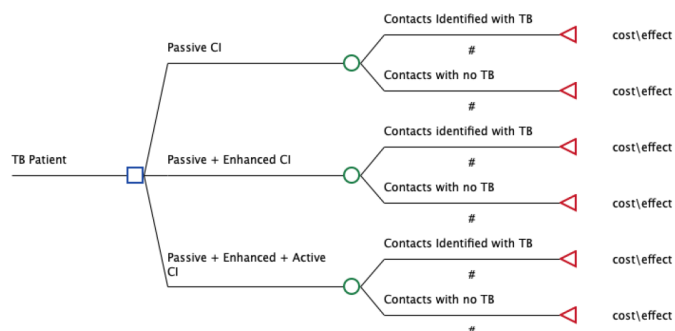 Contacts Identified with TB
cost\effect
Passive CI
#
Contacts with no TB
cost\effect
#
Contacts identified with TB
cost\effect
TB Patient
Passive + Enhanced CI
#
Contacts with no TB
cost\effect
#
Contacts Identified with TB
Passive + Enhanced + Active
CI
cost\effect
#
Contacts with no TB
cost\effect
#